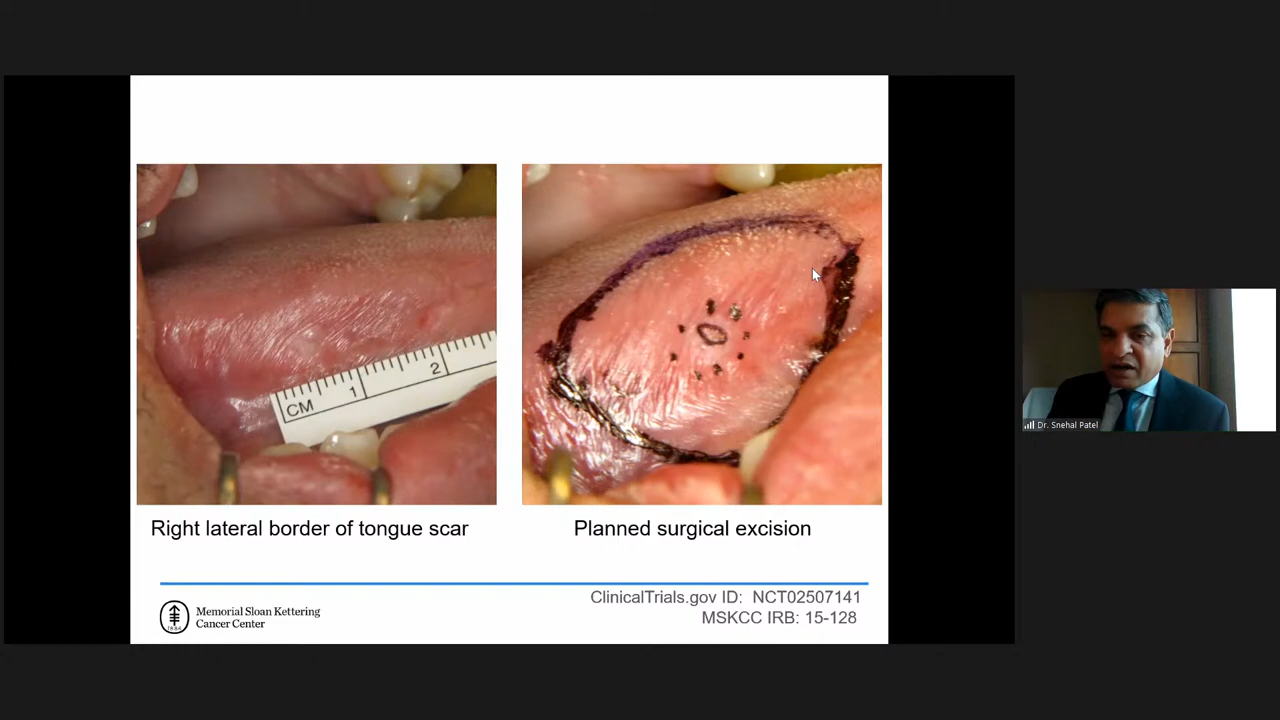 CM 1 2
Right lateral border of tongue scar
Planned surgical excision
ClinicalTrials.gov ID: NCT02507141
MSKCC IRB: 15-128
Memorial Sloan Kettering
Cancer Center
Dr. Snehal Patel